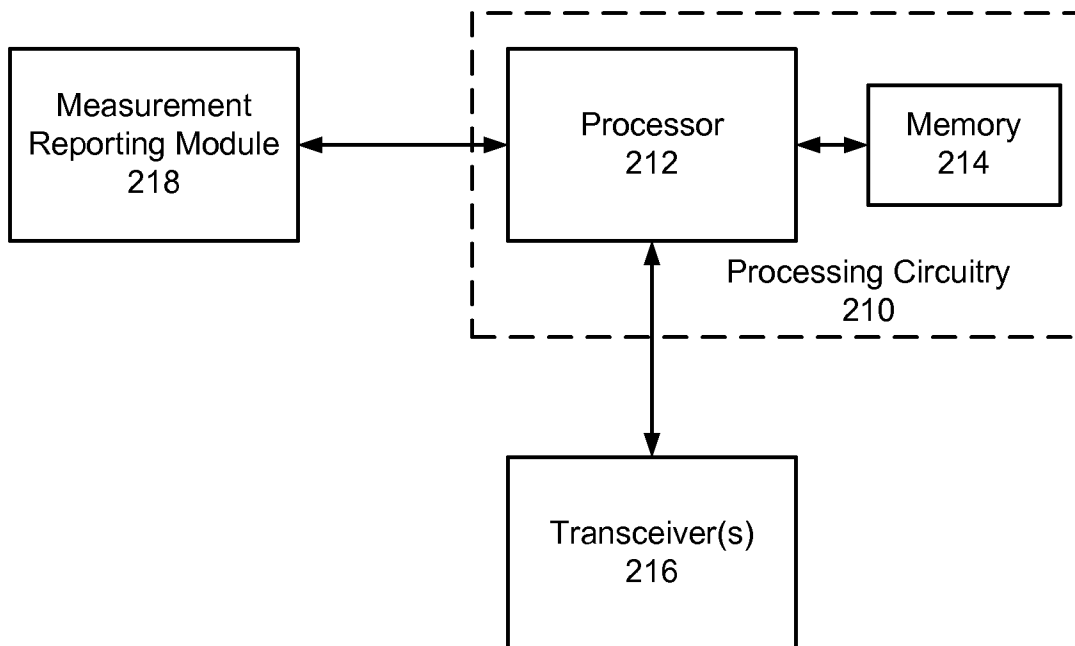 Measurement
Reporting Module
218
Processor
212
Memory
214
Processing Circuitry
210
Transceiver(s)
216